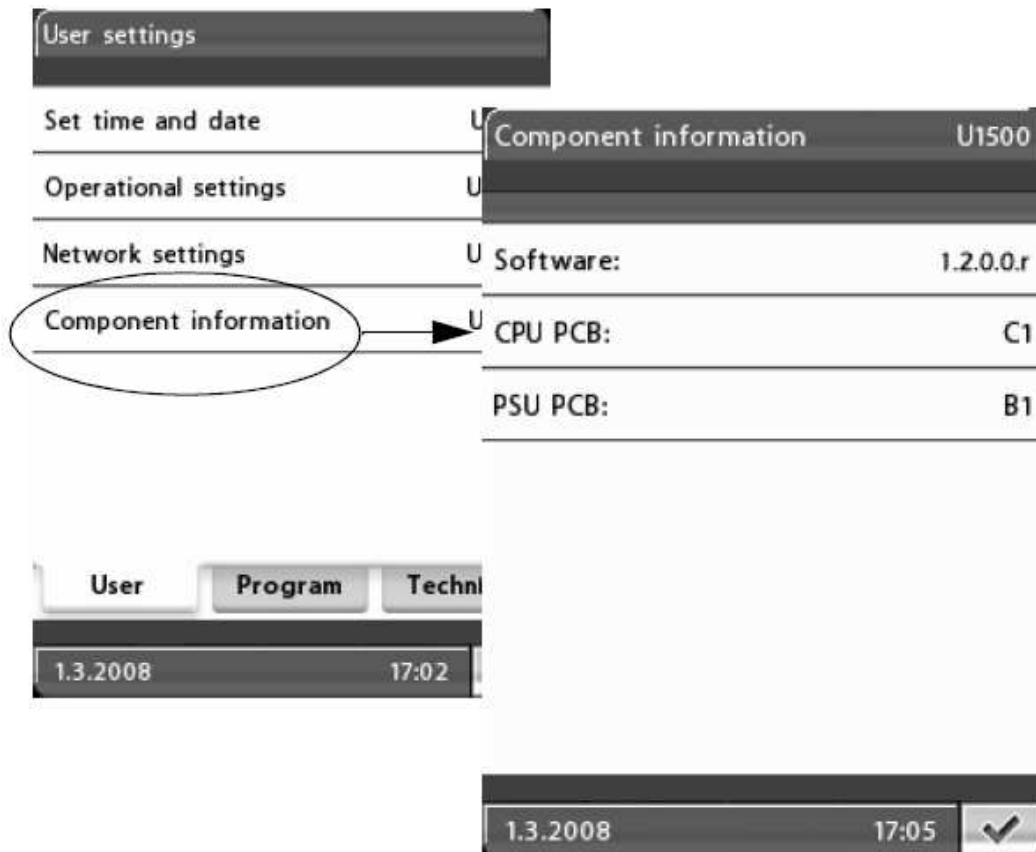 User settings
Set time and date U
Operational settings U
Network settings U
Component information U
User Program Techni
1.3.2008 17:02
Component information U1500
Software: 1.2.0.0.r
CPU PCB: C1
PSU PCB: B1
1.3.2008 17:05